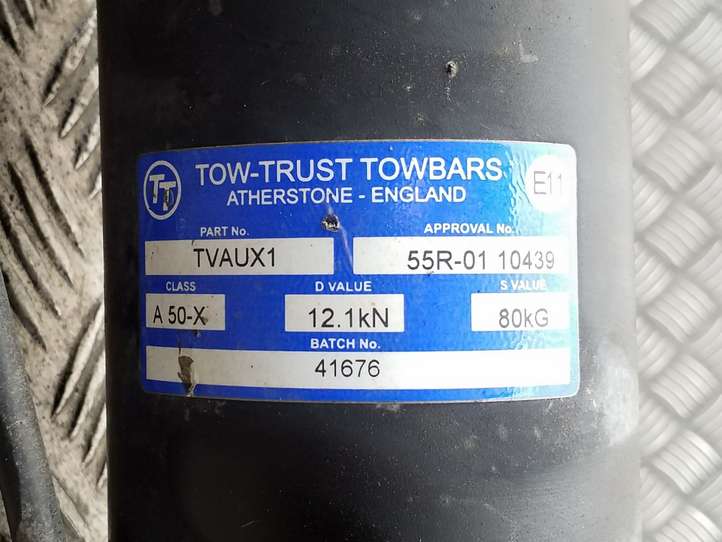 TT
TOW-TRUST TOWBARS
E11
ATHERSTONE - ENGLAND
PART No. APPROVAL No.
TVAUX1 55R-01 10439
CLASS D VALUE S VALUE
A 50-X 12.1kN 80kG
BATCH No.
41676